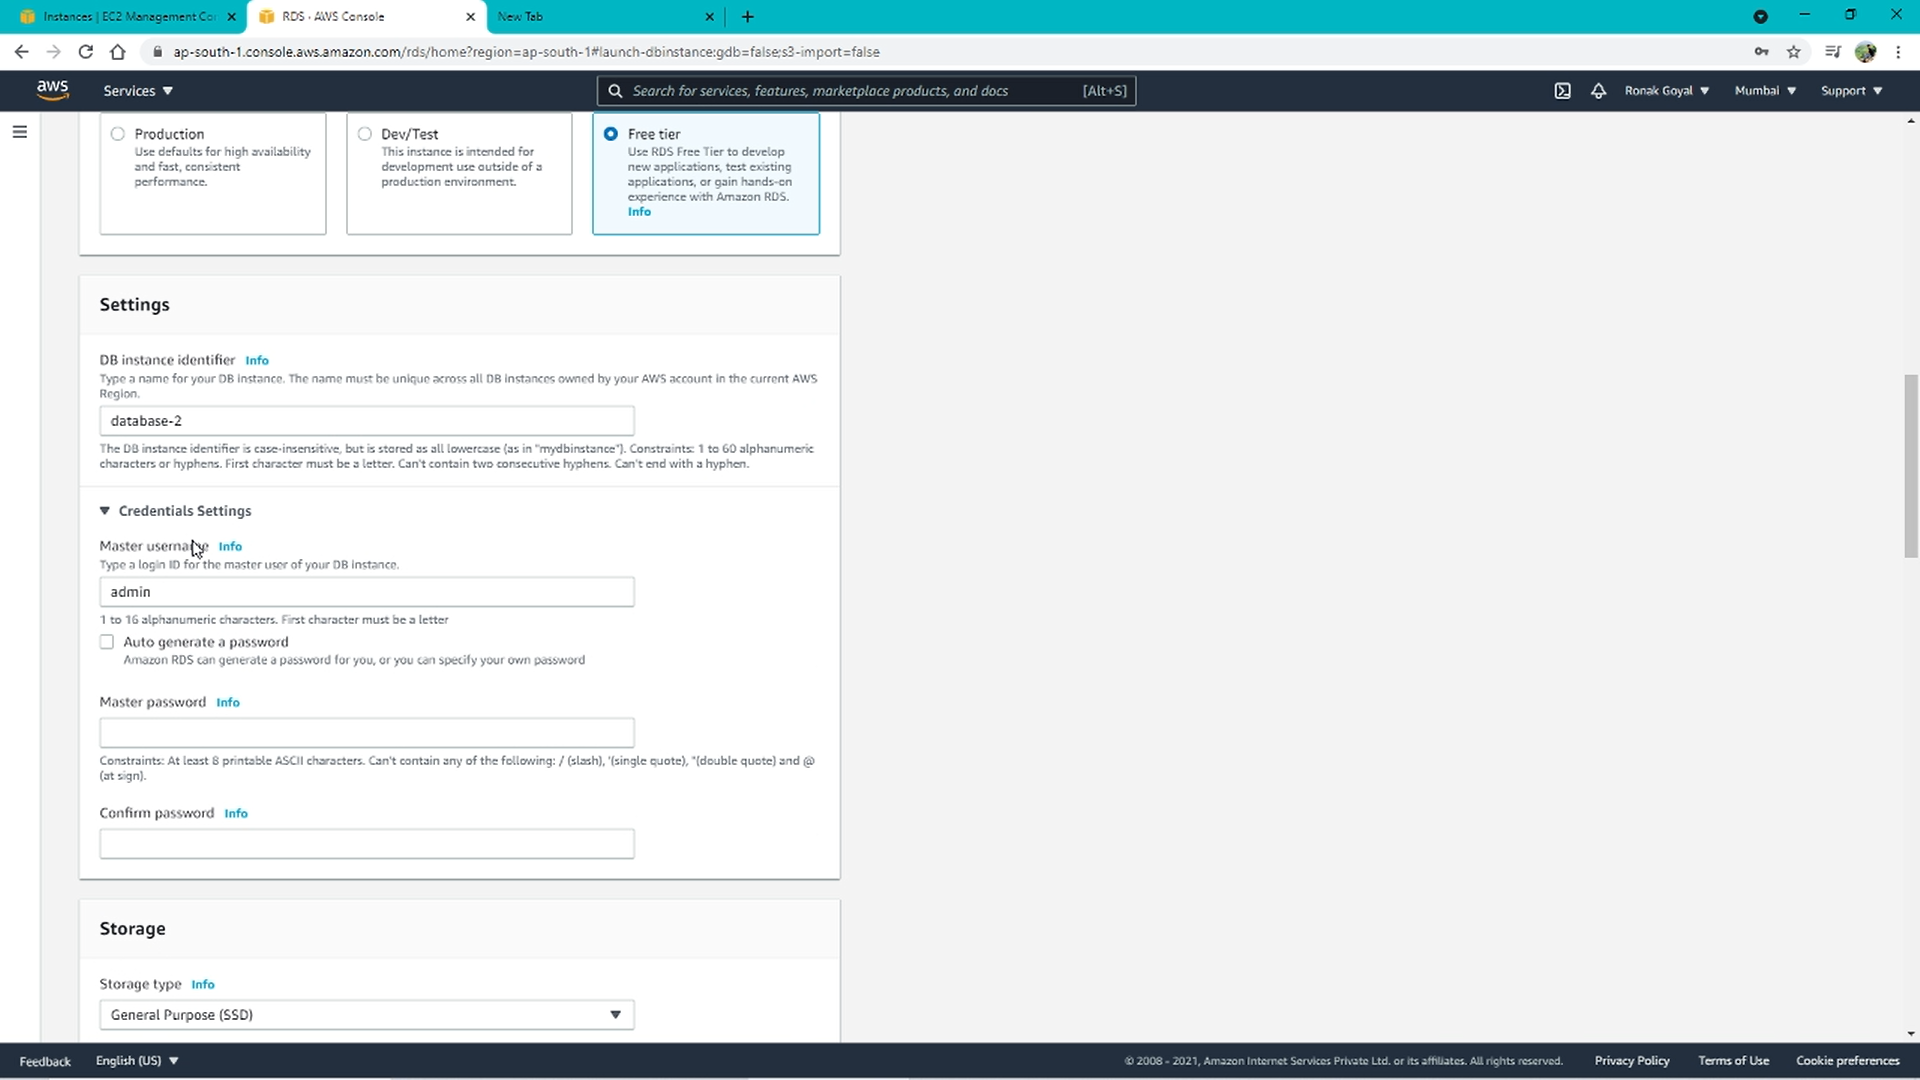 Instances | EC2 Management Co
RDS · AWS Console
New Tab
ap-south-1.console.aws.amazon.com/rds/home?region=ap-south-1#launch-dbinstance:gdb=false;s3-import=false
aws
Services
Search for services, features, marketplace products, and docs
[Alt+S]
Ronak Goyal
Mumbai
Support
Production
Use defaults for high availability
and fast, consistent
performance.
Dev/Test
This instance is intended for
development use outside of a
production environment.
Free tier
Use RDS Free Tier to develop
new applications, test existing
applications, or gain hands-on
experience with Amazon RDS.
Info
Settings
DB instance identifier Info
Type a name for your DB instance. The name must be unique across all DB instances owned by your AWS account in the current AWS
Region.
database-2
The DB instance identifier is case-insensitive, but is stored as all lowercase (as in "mydbinstance"). Constraints: 1 to 60 alphanumeric
characters or hyphens. First character must be a letter. Can't contain two consecutive hyphens. Can't end with a hyphen.
Credentials Settings
Master username Info
Type a login ID for the master user of your DB instance.
admin
1 to 16 alphanumeric characters. First character must be a letter
Auto generate a password
Amazon RDS can generate a password for you, or you can specify your own password
Master password Info
Constraints: At least 8 printable ASCII characters. Can't contain any of the following: / (slash), '(single quote), "(double quote) and @
(at sign).
Confirm password Info
Storage
Storage type Info
General Purpose (SSD)
Feedback
English (US)
© 2008 - 2021, Amazon Internet Services Private Ltd. or its affiliates. All rights reserved.
Privacy Policy
Terms of Use
Cookie preferences